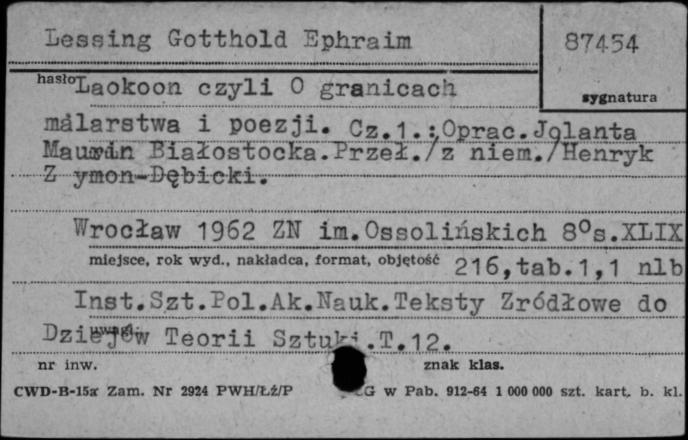 Lessing Gotthold Ephraim
87454
hasło
Laokoon czyli O granicach
sygnatura
malarstwa i poezji. Cz.1.:Oprac.Jolanta
Białostocka.Przeł./z niem./Henryk
Z ymon-Dębicki.
Wrocław 1962 ZN im.Ossolińskich 8°s.XLIX
miejsce, rok wyd., nakładca, format, objętość
216,tab.1,1 nlb
Inst.Szt.Pol.Ak.Nauk.Teksty Zródłowe do
uwagi
Dziejów Teorii Sztuki.T.12.
nr inw.
znak klas.
CWD-B-15a Zam. Nr 2924 PWH/Łż/P G w Pab. 912-64 1 000 000 szt. kart. b. kl.